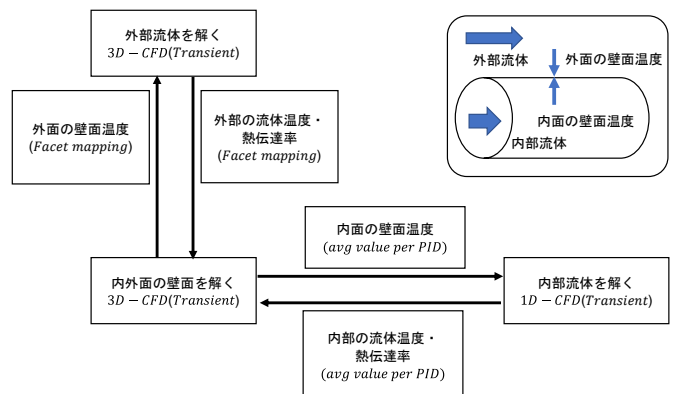 外部流体を解く
3D − CFD(Transient)
外面の壁面温度
(Facet mapping)
外部の流体温度・
熱伝達率
(Facet mapping)
外部流体
外面の壁面温度
内面の壁面温度
内部流体
内面の壁面温度
(avg value per PID)
内外面の壁面を解く
3D − CFD(Transient)
内部流体を解く
1D − CFD(Transient)
内部の流体温度・
熱伝達率
(avg value per PID)